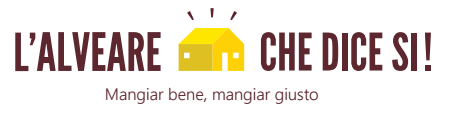 L'ALVEARE CHE DICE SI!
Mangiar bene, mangiar giusto